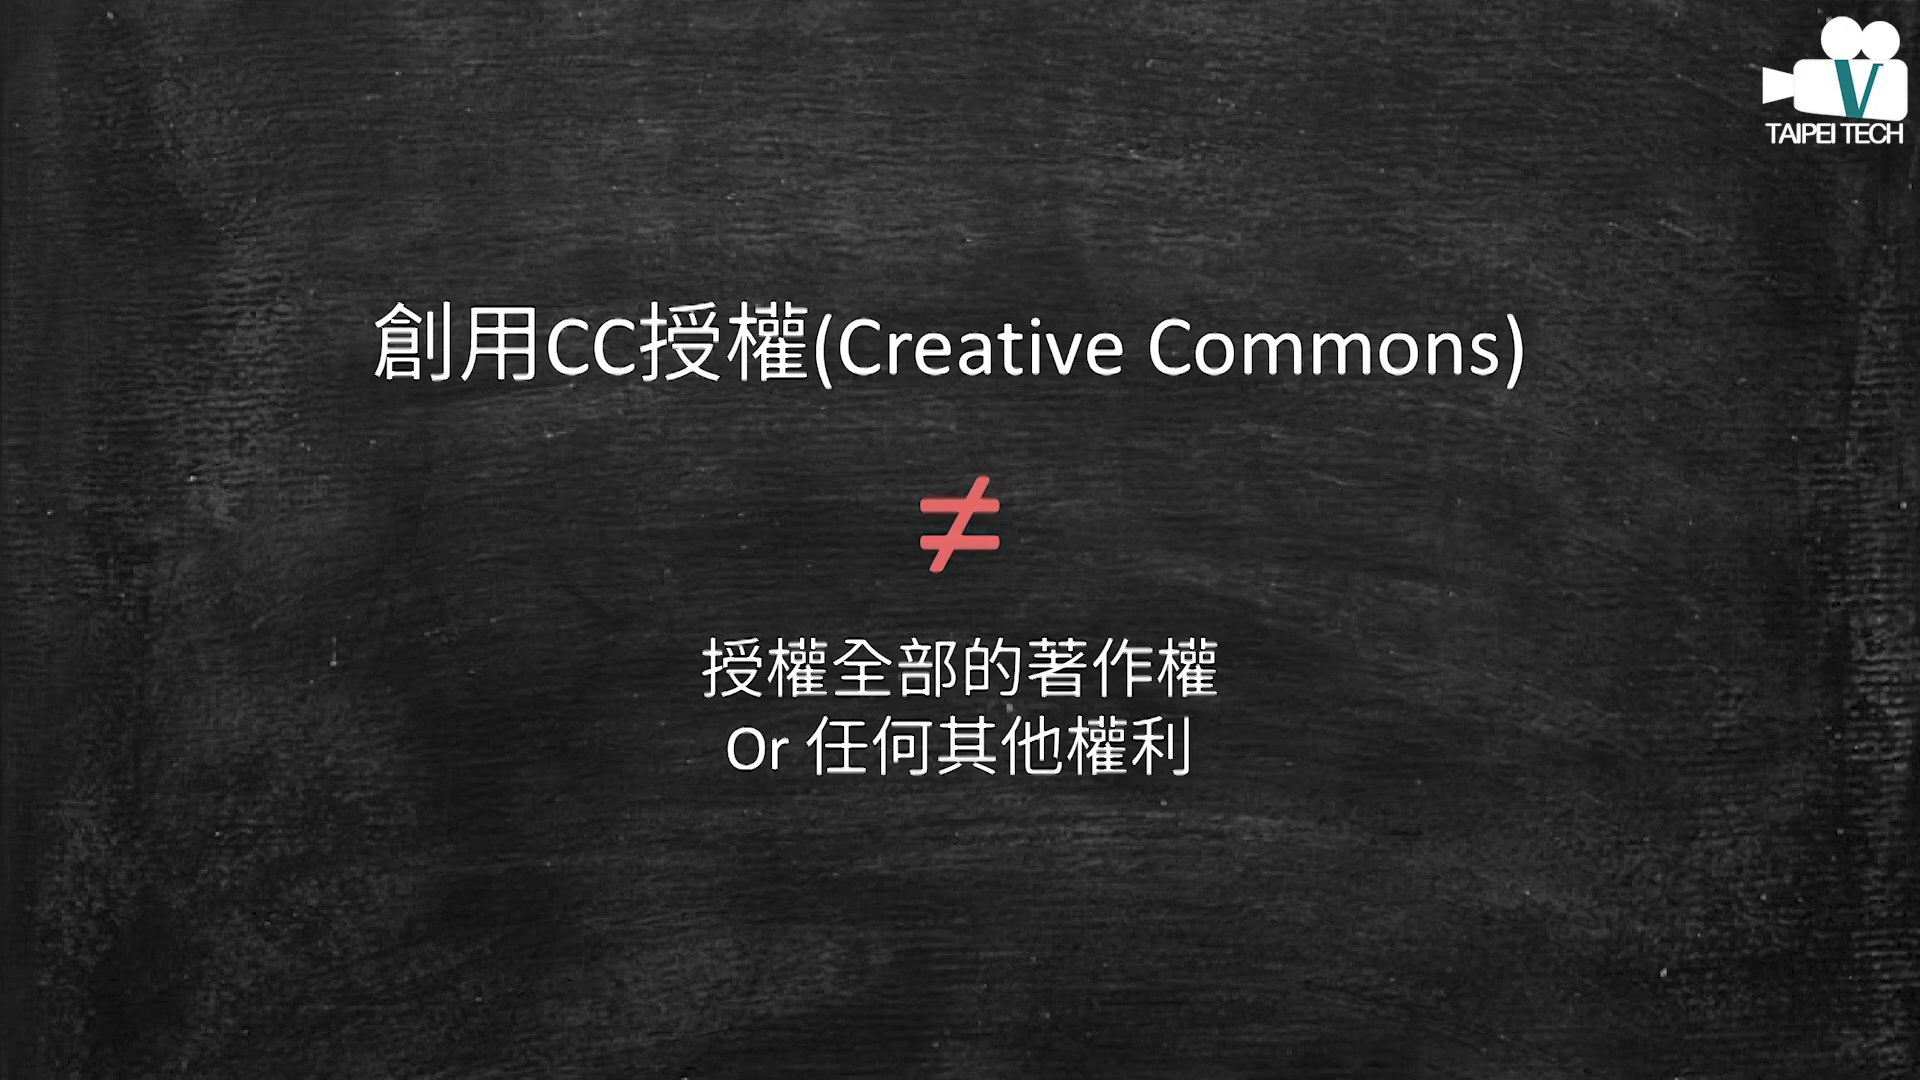 V
TAIPEI TECH
創用CC授權(Creative Commons)
≠
授權全部的著作權
Or 任何其他權利